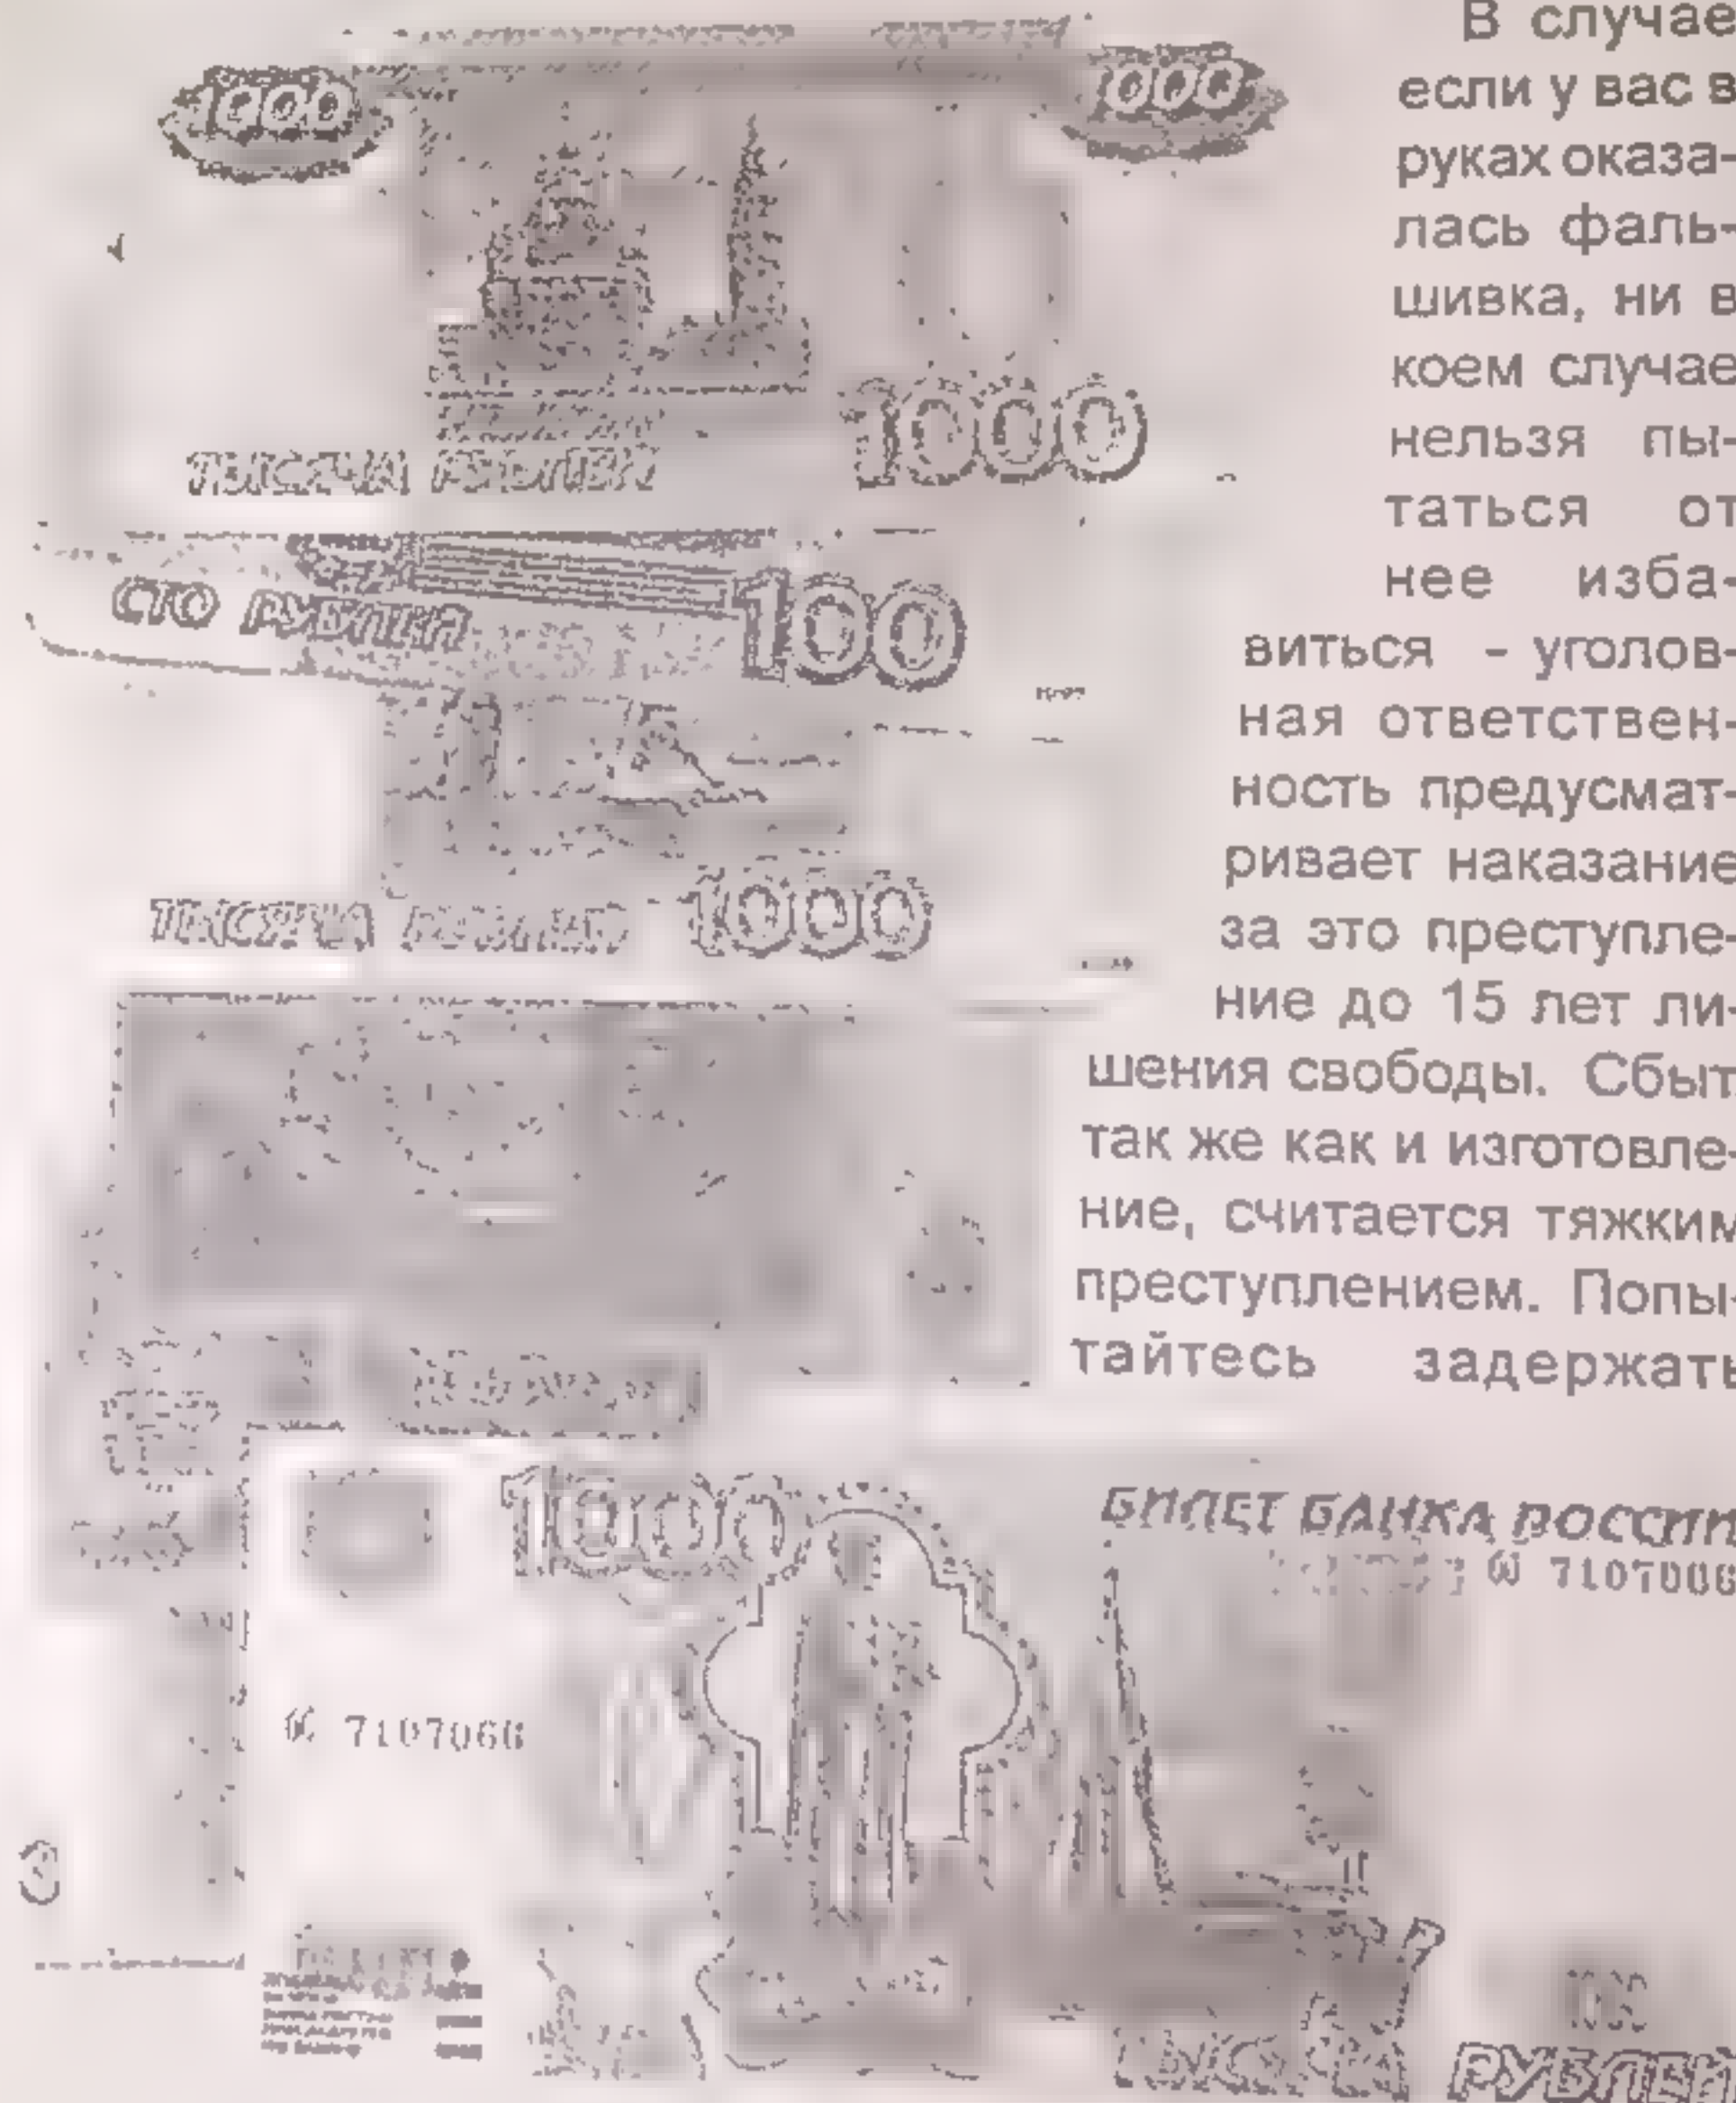 1000
1000
ТЫСЯЧА РУБЛЕЙ
1000
СТО РУБЛЕЙ
100
ТЫСЯЧА РУБЛЕЙ
1000
1000
7107066
В случае
если у вас в
руках оказа-
лась фаль-
шивка, ни в
коем случае
нельзя пы-
таться от
нее изба-
виться - уголов-
ная ответствен-
ность предусмат-
ривает наказание
за это преступле-
ние до 15 лет ли-
шения свободы. Сбыт
так же как и изготовле-
ние, считается тяжким
преступлением. Попы-
тайтесь задержать
БИЛЕТ БАНКА РОССИИ
7107066
ТЫСЯЧА РУБЛЕЙ